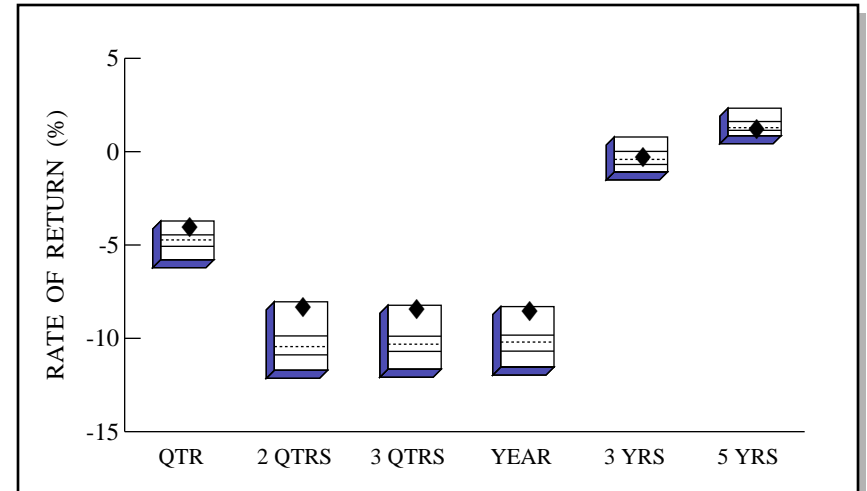 RATE OF RETURN (%)
5
0
-5
-10
-15
QTR 2 QTRS 3 QTRS YEAR 3 YRS 5 YRS